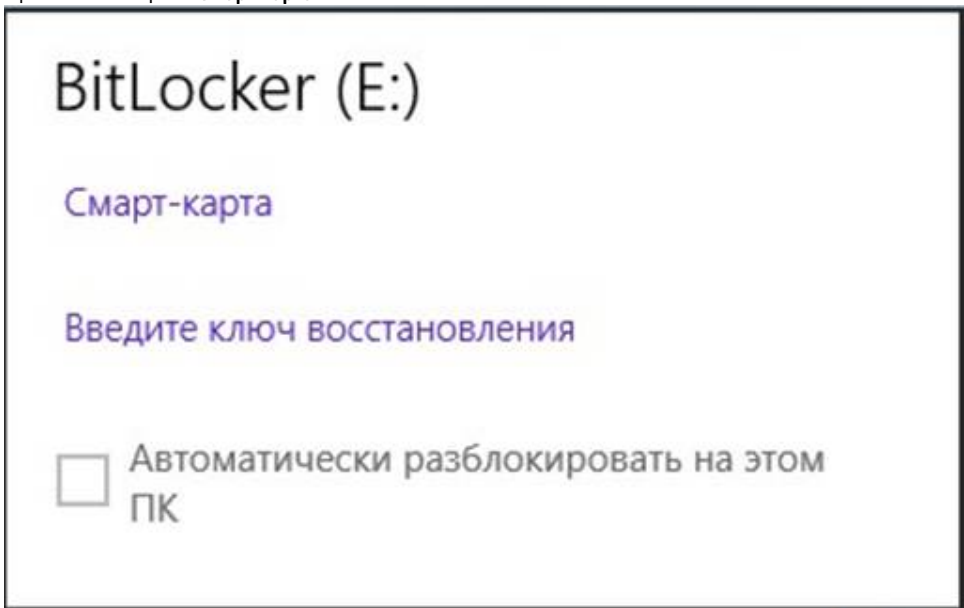 BitLocker (E:)
Смарт-карта
Введите ключ восстановления
Автоматически разблокировать на этом
ПК